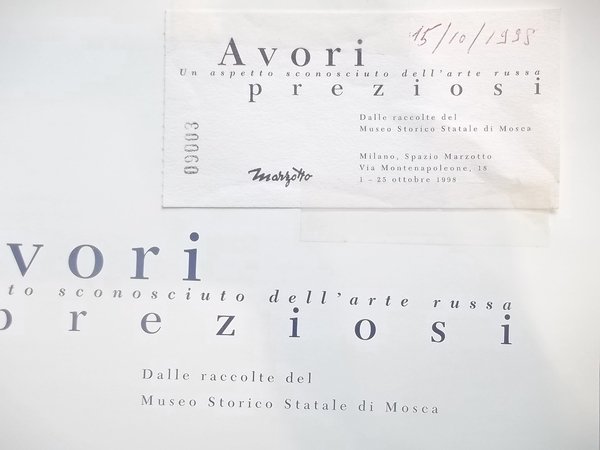 15/10/1998
Avori
Un aspetto sconosciuto dell'arte russa
preziosi
Dalle raccolte del
Museo Storico Statale di Mosca
09003
Milano, Spazio Marzotto
Via Montenapoleone, 18
1 – 25 ottobre 1998
Marzotto
vori
to sconosciuto dell'arte russa
preziosi
Dalle raccolte del
Museo Storico Statale di Mosca